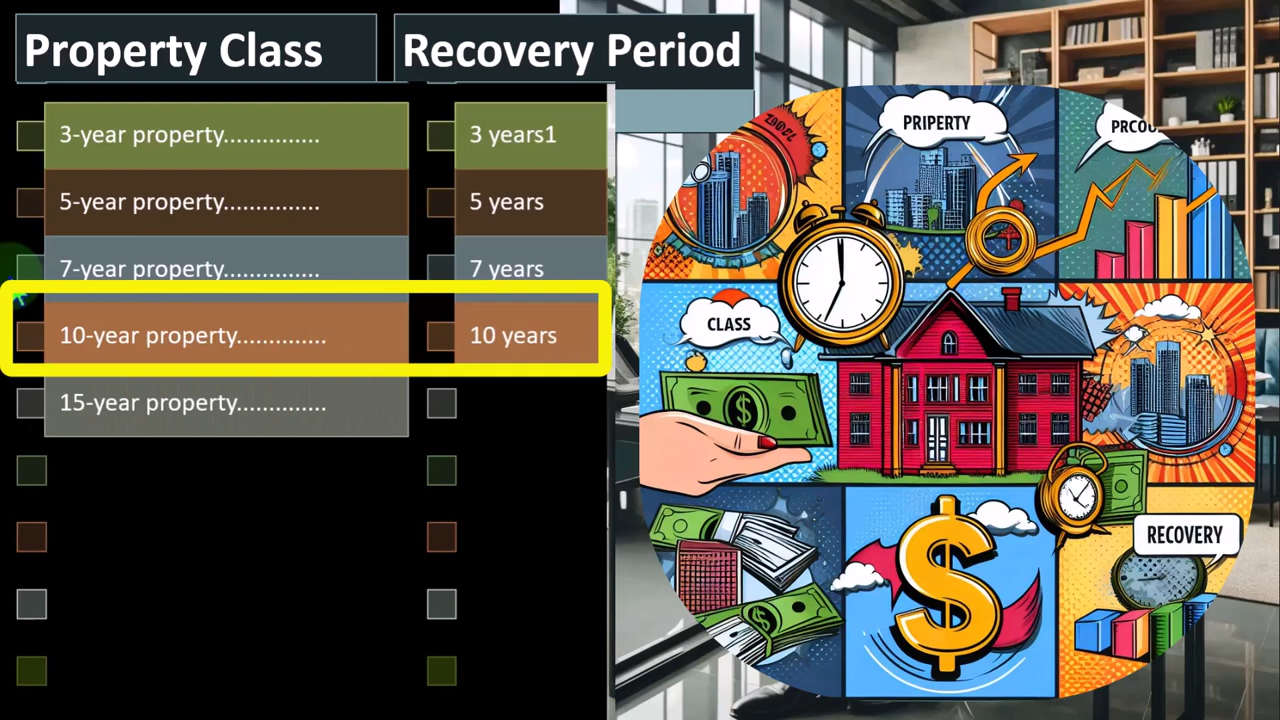 Property Class
Recovery Period
3-year property............... 3 years1
5-year property............... 5 years
7-year property............... 7 years
10-year property.............. 10 years
15-year property..............
PRIPERTY
CLASS
$
$
RECOVERY